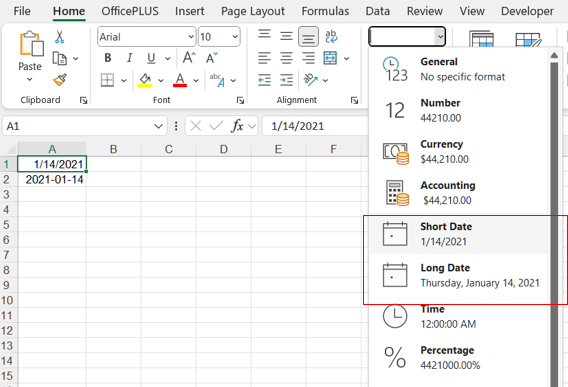 File Home OfficePLUS Insert Page Layout Formulas Data Review Developer
Paste
Arial 10
B I U A A
ab
A A abc
Clipboard Font Alignment
General
No specific format
123
Number
44210.00
12
Currency
$44,210.00
Accounting
$44,210.00
Short Date
1/14/2021
Long Date
Thursday, January 14, 2021
Time
12:00:00 AM
Percentage
4421000.00%
%
A1 fx 1/14/2021
A B C D E F
1 1/14/2021
2 2021-01-14
3
4
5
6
7
8
9
10
11
12
13
14
15